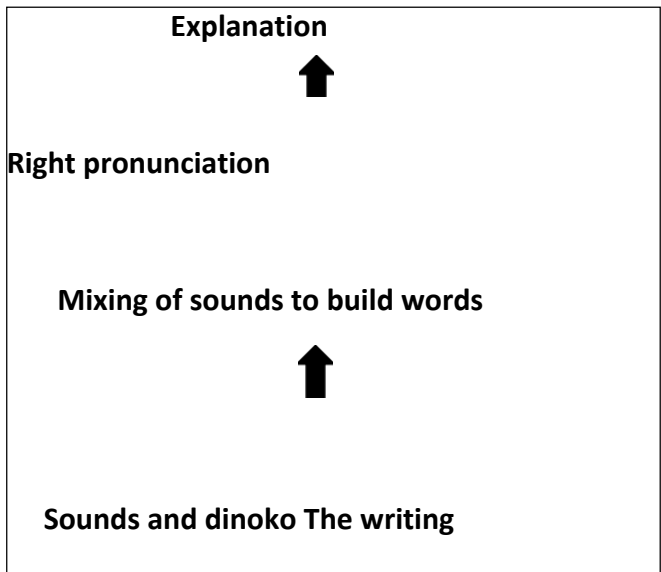 Explanation
Right pronunciation
Mixing of sounds to build words
Sounds and dinoko The writing